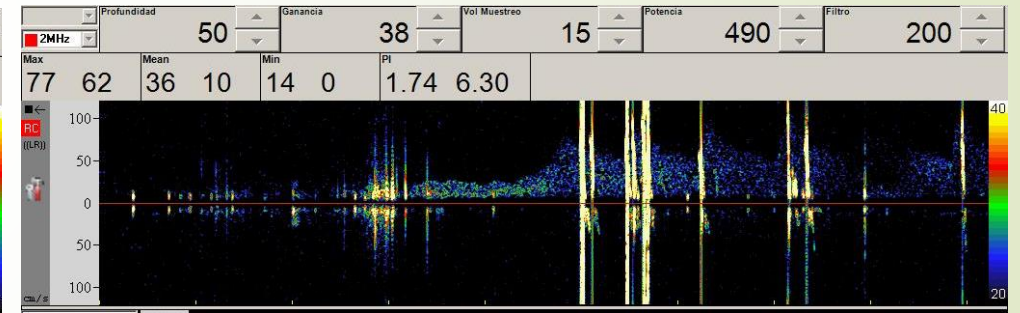 Profundidad Ganancia Vol Muestreo Potencia Filtro
2MHz 50 38 15 490 200
Max Mean Min PI
77 62 36 10 14 0 1.74 6.30
RC
((LR))
100
50
0
50
100
cm/s
40
20